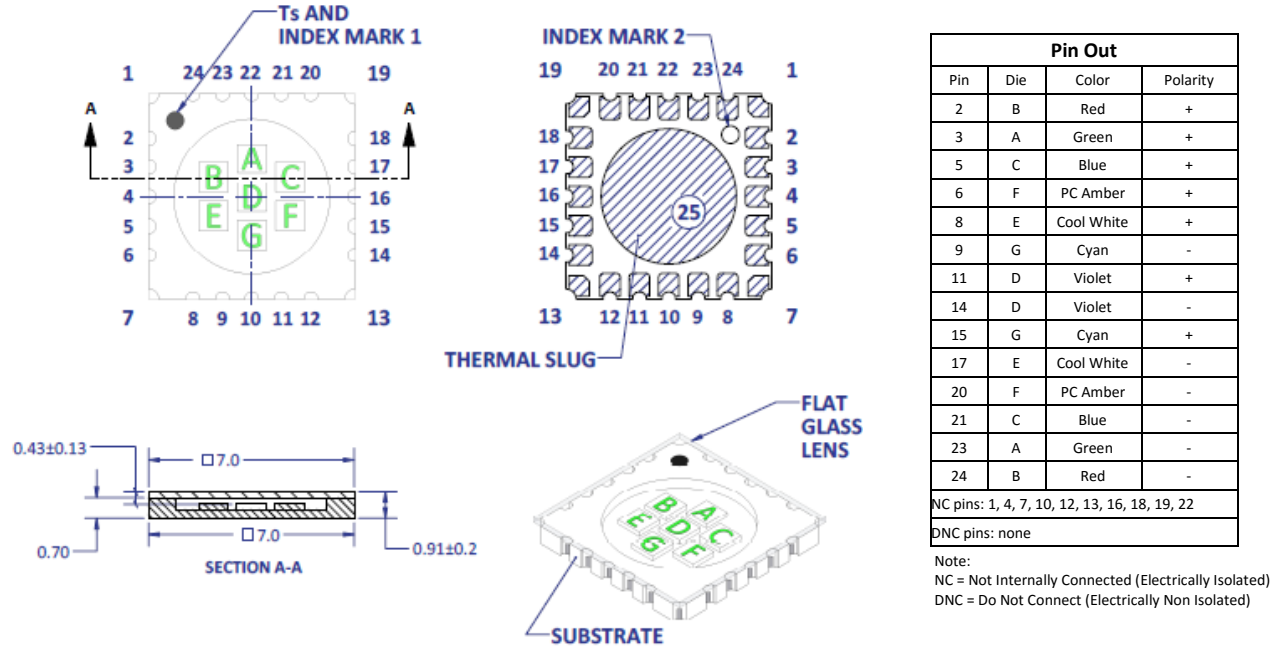 Ts AND
INDEX MARK 1
1 24 23 22 21 20 19
A A
2 18
3 17
4 16
5 15
6 14
7 8 9 10 11 12 13
A
B C
D
E F
G
INDEX MARK 2
19 20 21 22 23 24 1
18 2
17 3
16 4
15 5
14 6
25
13 12 11 10 9 8 7
THERMAL SLUG
0.43±0.13
□7.0
□7.0
0.70
0.91±0.2
SECTION A-A
FLAT
GLASS
LENS
B A
E D C
G F
SUBSTRATE
Pin Out
Pin Die Color Polarity
2 B Red +
3 A Green +
5 C Blue +
6 F PC Amber +
8 E Cool White +
9 G Cyan -
11 D Violet +
14 D Violet -
15 G Cyan +
17 E Cool White -
20 F PC Amber -
21 C Blue -
23 A Green -
24 B Red -
NC pins: 1, 4, 7, 10, 12, 13, 16, 18, 19, 22
DNC pins: none
Note:
NC = Not Internally Connected (Electrically Isolated)
DNC = Do Not Connect (Electrically Non Isolated)